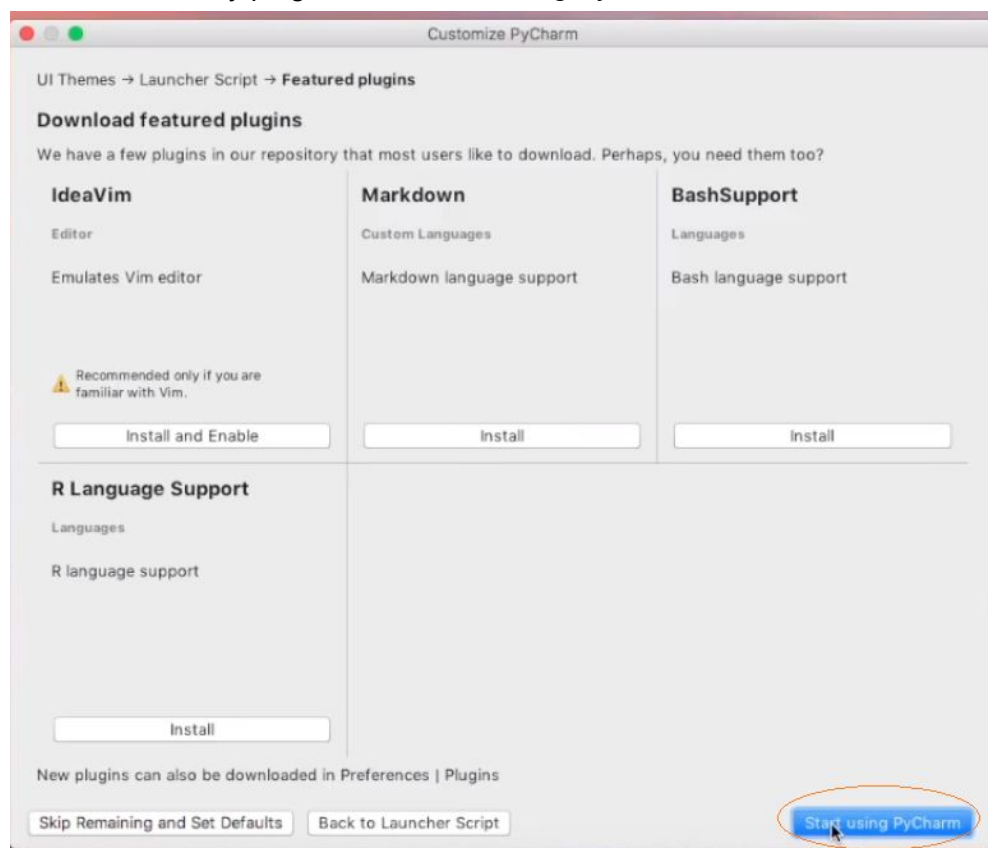 Customize PyCharm
UI Themes → Launcher Script → Featured plugins
Download featured plugins
We have a few plugins in our repository that most users like to download. Perhaps, you need them too?
IdeaVim
Editor
Emulates Vim editor
Recommended only if you are
familiar with Vim.
Install and Enable
Markdown
Custom Languages
Markdown language support
Install
BashSupport
Languages
Bash language support
Install
R Language Support
Languages
R language support
Install
New plugins can also be downloaded in Preferences | Plugins
Skip Remaining and Set Defaults
Back to Launcher Script
Start using PyCharm